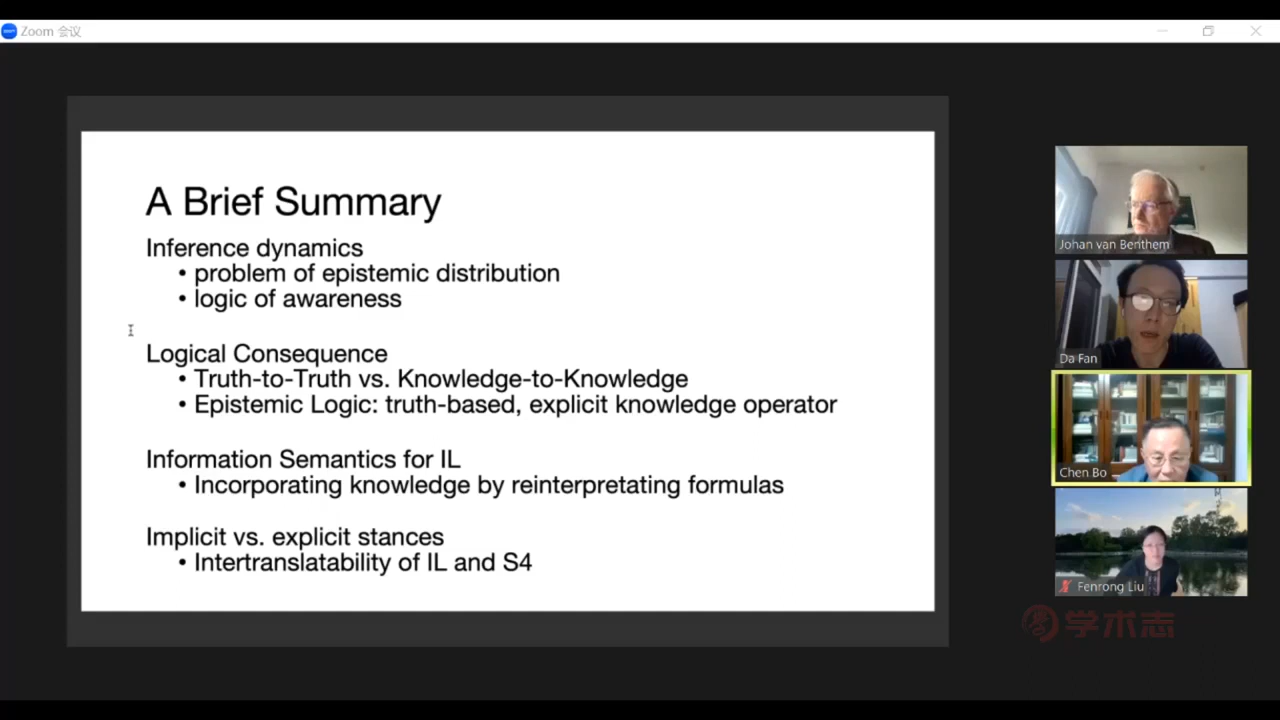 Zoom 会议
A Brief Summary
Inference dynamics
• problem of epistemic distribution
• logic of awareness
Logical Consequence
• Truth-to-Truth vs. Knowledge-to-Knowledge
• Epistemic Logic: truth-based, explicit knowledge operator
Information Semantics for IL
• Incorporating knowledge by reinterpretating formulas
Implicit vs. explicit stances
• Intertranslatability of IL and S4
Johan van Benthem
Da Fan
Chen Bo
Fenrong Liu
学术志